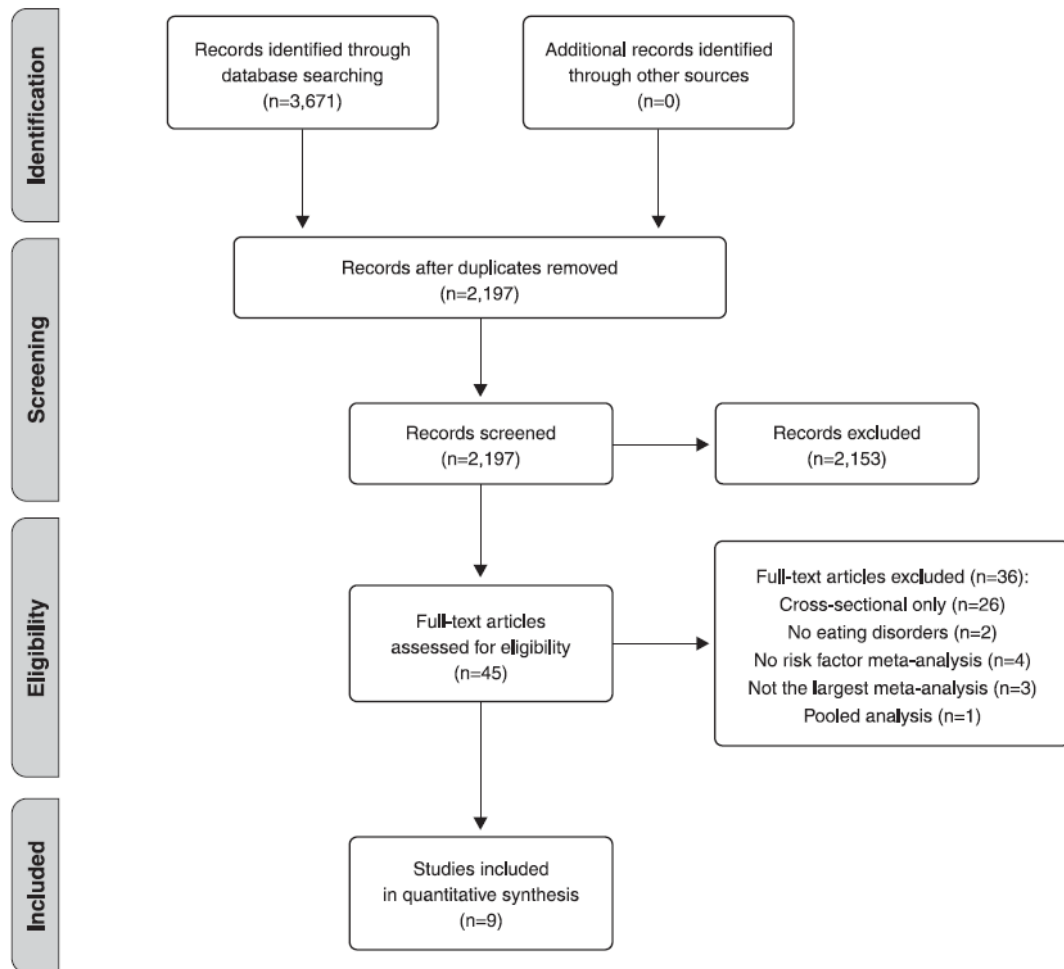 Identification
Records identified through
database searching
(n=3,671)
Additional records identified
through other sources
(n=0)
Screening
Records after duplicates removed
(n=2,197)
Records screened
(n=2,197)
Records excluded
(n=2,153)
Eligibility
Full-text articles
assessed for eligibility
(n=45)
Full-text articles excluded (n=36):
Cross-sectional only (n=26)
No eating disorders (n=2)
No risk factor meta-analysis (n=4)
Not the largest meta-analysis (n=3)
Pooled analysis (n=1)
Included
Studies included
in quantitative synthesis
(n=9)